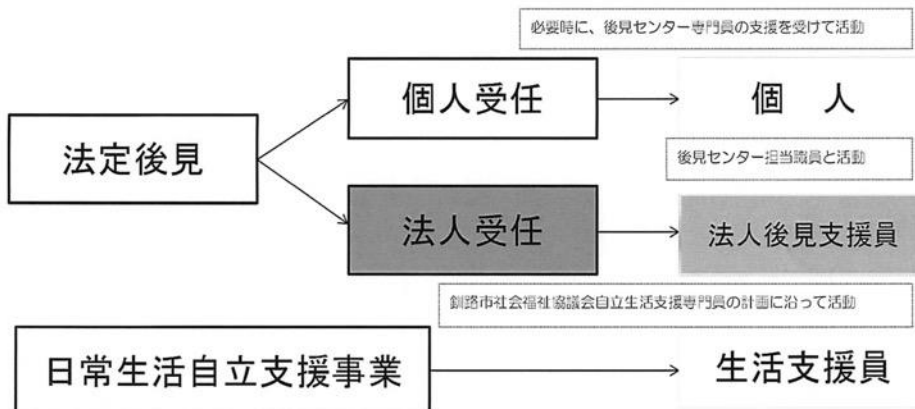 必要時に、後見センター専門員の支援を受けて活動
個人受任
個　人
法定後見
後見センター担当職員と活動
法人受任
法人後見支援員
釧路市社会福祉協議会自立生活支援専門員の計画に沿って活動
日常生活自立支援事業
生活支援員